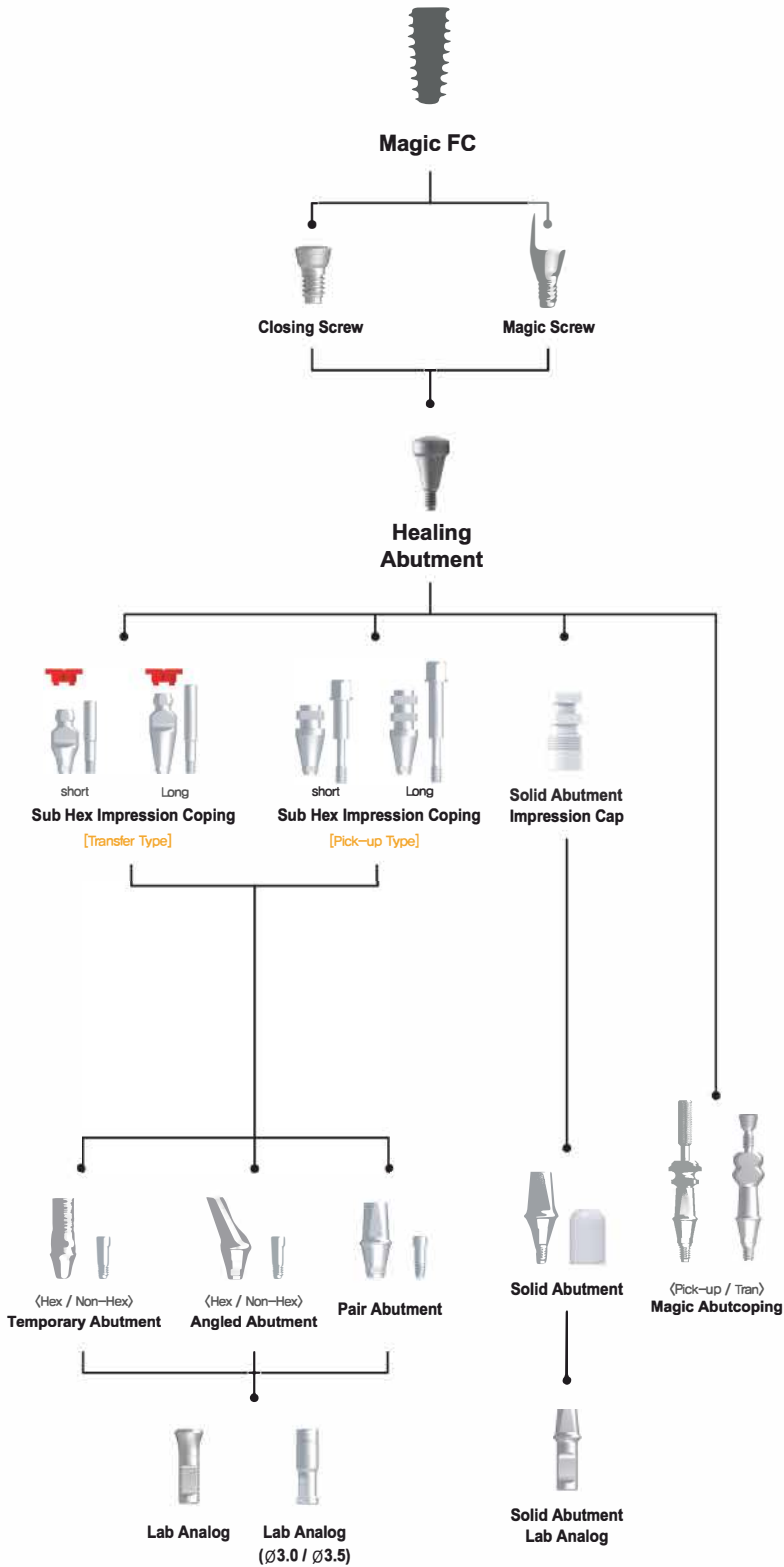 Magic FC
Closing Screw
Magic Screw
Healing
Abutment
short
Long
Sub Hex Impression Coping
[Transfer Type]
short
Long
Sub Hex Impression Coping
[Pick-up Type]
Solid Abutment
Impression Cap
〈Hex / Non-Hex〉
Temporary Abutment
〈Hex / Non-Hex〉
Angled Abutment
Pair Abutment
Solid Abutment
〈Pick-up / Tran〉
Magic Abutcoping
Lab Analog
Lab Analog
(Ø3.0 / Ø3.5)
Solid Abutment
Lab Analog